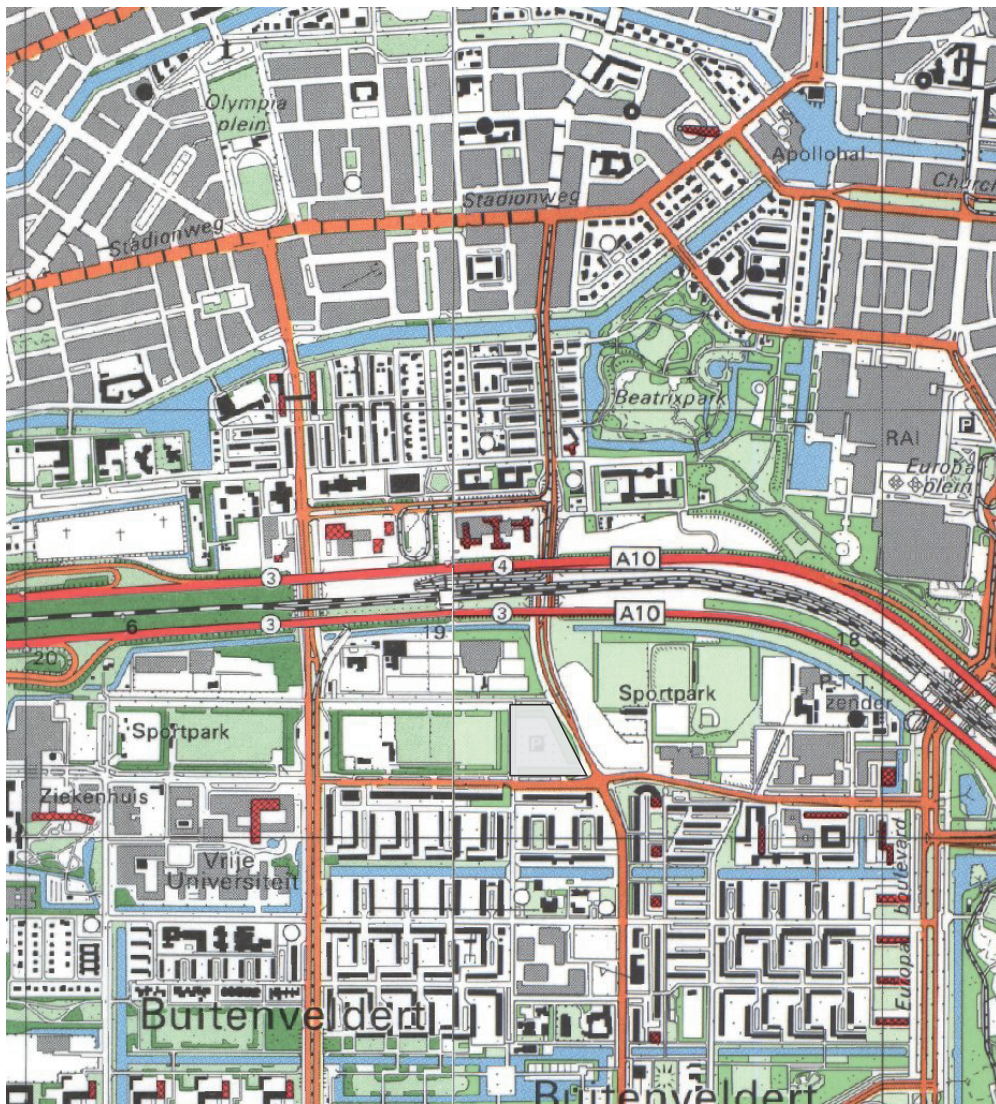 Olympia
plein
Apollohal
Stadionweg
Church
Stadionweg
Beatrixpark
RAI
P
Europa
plein
4
A10
3
3
3
A10
6
19
18
20
Sportpark
P.T.T.
zender
Sportpark
P
Ziekenhuis
Vrije
Universiteit
Europa boulevard
Buitenveldert
Buitenveldert